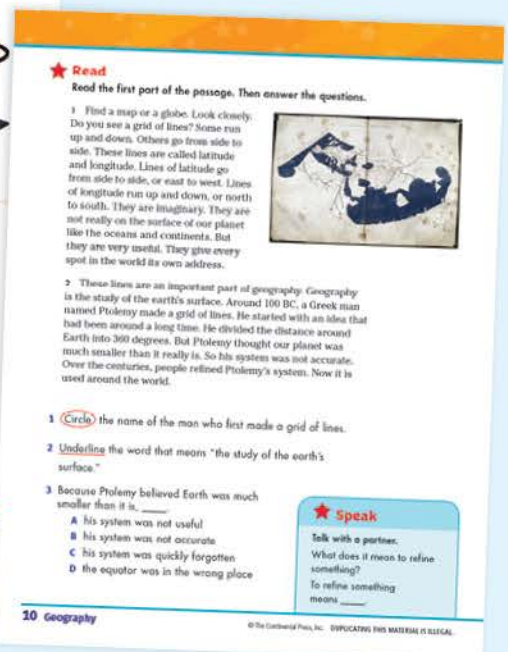 Read
Read the first part of the passage. Then answer the questions.
1 Find a map or a globe. Look closely.
Do you see a grid of lines? Some run
up and down. Others go from side to
side. These lines are called latitude
and longitude. Lines of latitude go
from side to side, or east to west. Lines
of longitude run up and down, or north
to south. They are imaginary. They are
not really on the surface of our planet
like the oceans and continents. But
they are very useful. They give every
spot in the world its own address.
2 These lines are an important part of geography. Geography
is the study of the earth's surface. Around 100 BC, a Greek man
named Ptolemy made a grid of lines. He started with an idea that
had been around a long time. He divided the distance around
Earth into 360 degrees. But Ptolemy thought our planet was
much smaller than it really is. So his system was not accurate.
Over the centuries, people refined Ptolemy's system. Now it is
used around the world.
1 Circle the name of the man who first made a grid of lines.
2 Underline the word that means "the study of the earth's
surface."
3 Because Ptolemy believed Earth was much
smaller than it is, ____.
A his system was not useful
B his system was not accurate
C his system was quickly forgotten
D the equator was in the wrong place
Speak
Talk with a partner.
What does it mean to refine
something?
To refine something
means ____.
10 Geography
© The Continental Press, Inc. DUPLICATING THIS MATERIAL IS ILLEGAL.